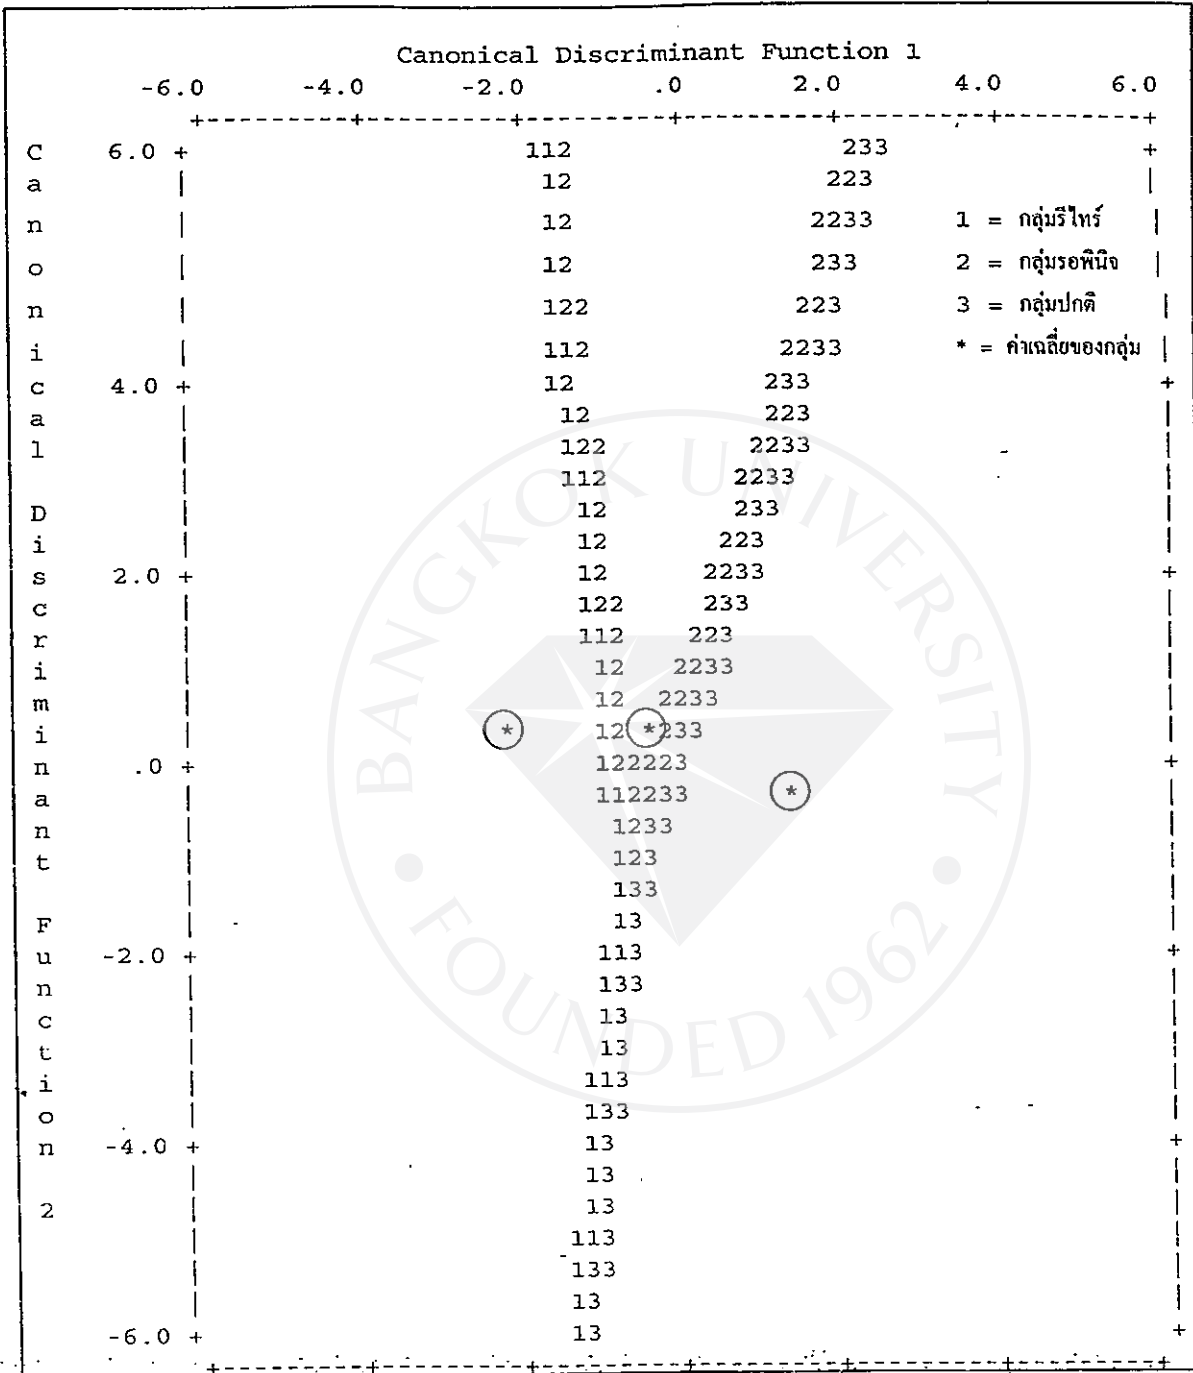 Canonical Discriminant Function 1
-6.0 -4.0 -2.0 .0 2.0 4.0 6.0
+---------+---------+---------+---------+---------+---------+
C 6.0 + 112 233 +
a | 12 223 |
n | 12 2233 1 = กลุ่มรีไทร์ |
o | 12 233 2 = กลุ่มรอพินิจ |
n | 122 223 3 = กลุ่มปกติ |
i | 112 2233 * = ค่าเฉลี่ยของกลุ่ม |
c 4.0 + 12 233 +
a | 12 223 |
l | 122 2233 |
| 112 2233 |
D | 12 233 |
i | 12 223 |
s 2.0 + 12 2233 +
c | 122 233 |
r | 112 223 |
i | 12 2233 |
m | 12 2233 |
i | * 12 *233 |
n .0 + 122223 +
a | 112233 * |
n | 1233 |
t | 123 |
| 133 |
F | 13 |
u -2.0 + 113 +
n | 133 |
c | 13 |
t | 13 |
i | 113 |
o | 133 |
n -4.0 + 13 +
| 13 |
2 | 13 |
| 113 |
| 133 |
| 13 |
-6.0 + 13 +
+---------+---------+---------+---------+---------+---------+
BANGKOK UNIVERSITY
FOUNDED 1962